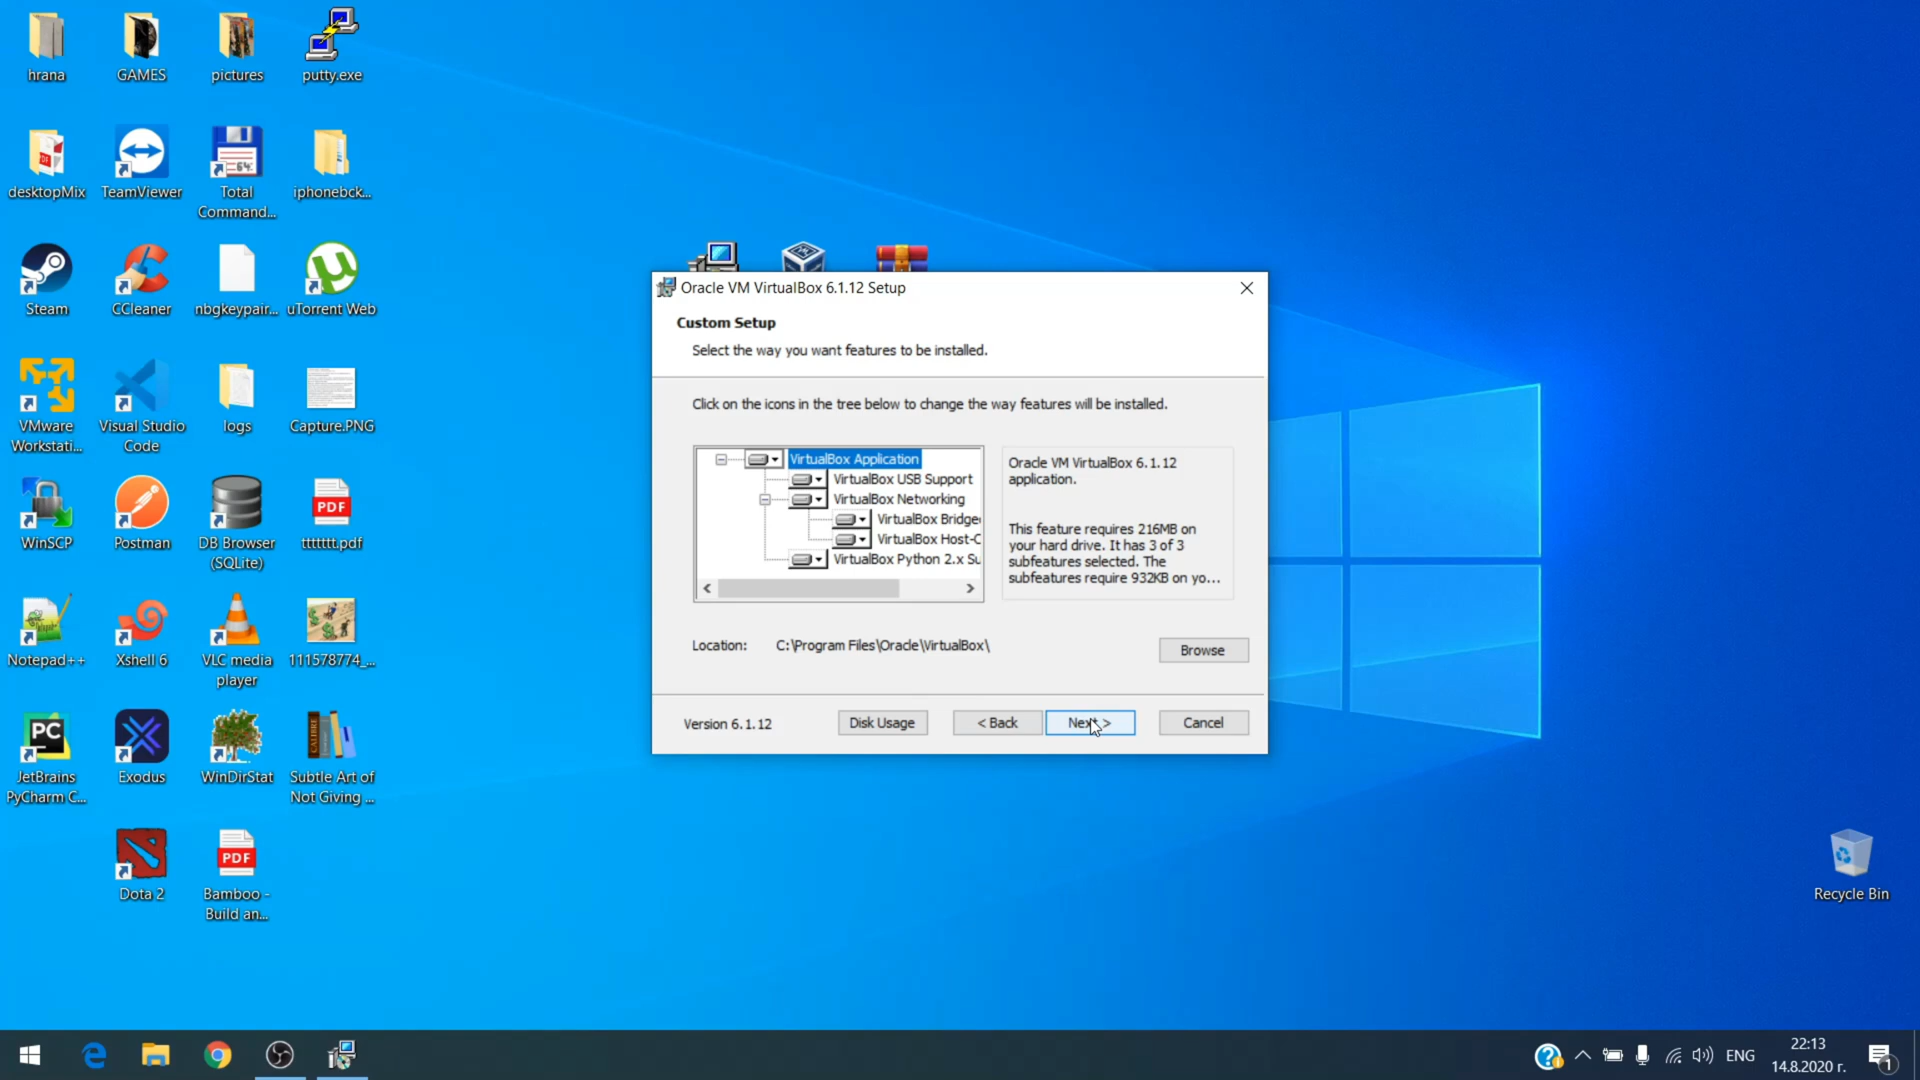 hrana
GAMES
pictures
putty.exe
desktopMix
TeamViewer
64
Total
Command...
iphonebck...
Steam
CCleaner
nbgkeypair...
uTorrent Web
VMware
Workstati...
Visual Studio
Code
logs
Capture.PNG
WinSCP
Postman
DB Browser
(SQLite)
PDF
ttttttt.pdf
Notepad++
Xshell 6
VLC media
player
111578774_...
PC
JetBrains
PyCharm C...
Exodus
WinDirStat
Subtle Art of
Not Giving ...
Dota 2
PDF
Bamboo -
Build an...
Oracle VM VirtualBox 6.1.12 Setup
Custom Setup
Select the way you want features to be installed.
Click on the icons in the tree below to change the way features will be installed.
VirtualBox Application
VirtualBox USB Support
VirtualBox Networking
VirtualBox Bridge
VirtualBox Host-C
VirtualBox Python 2.x Su
Oracle VM VirtualBox 6.1.12
application.
This feature requires 216MB on
your hard drive. It has 3 of 3
subfeatures selected. The
subfeatures require 932KB on yo...
Location: C:\Program Files\Oracle\VirtualBox\
Browse
Version 6.1.12
Disk Usage
< Back
Next >
Cancel
Recycle Bin
ENG
22:13
14.8.2020 г.
1